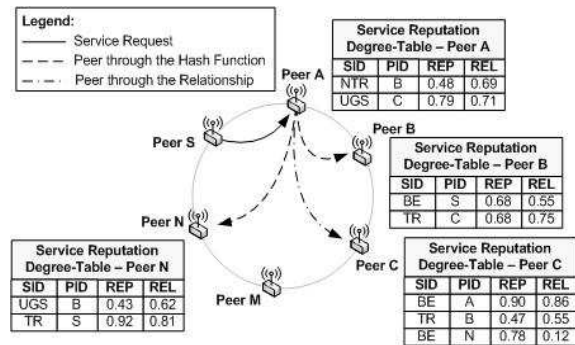 Legend:
Service Request
Peer through the Hash Function
Peer through the Relationship
Peer A
Peer S
Peer B
Peer N
Peer C
Peer M
Service Reputation
Degree-Table – Peer A
SID PID REP REL
NTR B 0.48 0.69
UGS C 0.79 0.71
Service Reputation
Degree-Table – Peer B
SID PID REP REL
BE S 0.68 0.55
TR C 0.68 0.75
Service Reputation
Degree-Table – Peer N
SID PID REP REL
UGS B 0.43 0.62
TR S 0.92 0.81
Service Reputation
Degree-Table – Peer C
SID PID REP REL
BE A 0.90 0.86
TR B 0.47 0.55
BE N 0.78 0.12